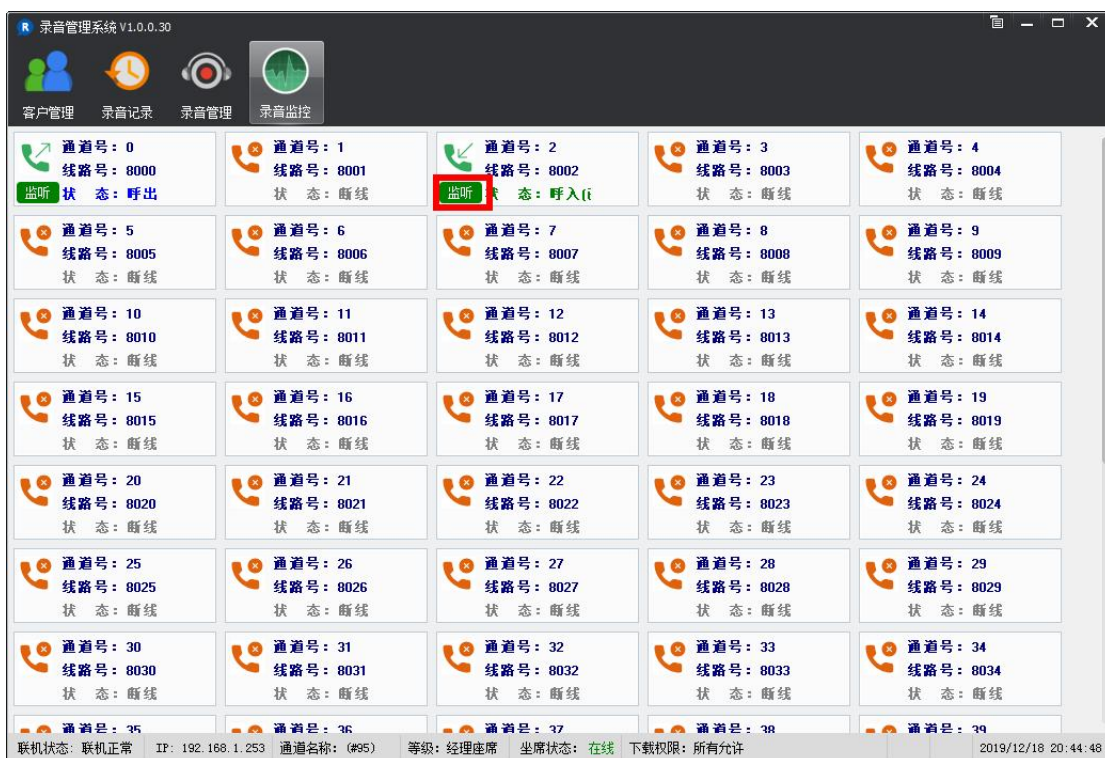 录音管理系统 V1.0.0.30
客户管理 录音记录 录音管理 录音监控
通道号: 0 通道号: 1 通道号: 2 通道号: 3 通道号: 4
线路号: 8000 线路号: 8001 线路号: 8002 线路号: 8003 线路号: 8004
监听 状 态: 呼出 状 态: 断线 监听 态: 呼入( 状 态: 断线 状 态: 断线
通道号: 5 通道号: 6 通道号: 7 通道号: 8 通道号: 9
线路号: 8005 线路号: 8006 线路号: 8007 线路号: 8008 线路号: 8009
状 态: 断线 状 态: 断线 状 态: 断线 状 态: 断线 状 态: 断线
通道号: 10 通道号: 11 通道号: 12 通道号: 13 通道号: 14
线路号: 8010 线路号: 8011 线路号: 8012 线路号: 8013 线路号: 8014
状 态: 断线 状 态: 断线 状 态: 断线 状 态: 断线 状 态: 断线
通道号: 15 通道号: 16 通道号: 17 通道号: 18 通道号: 19
线路号: 8015 线路号: 8016 线路号: 8017 线路号: 8018 线路号: 8019
状 态: 断线 状 态: 断线 状 态: 断线 状 态: 断线 状 态: 断线
通道号: 20 通道号: 21 通道号: 22 通道号: 23 通道号: 24
线路号: 8020 线路号: 8021 线路号: 8022 线路号: 8023 线路号: 8024
状 态: 断线 状 态: 断线 状 态: 断线 状 态: 断线 状 态: 断线
通道号: 25 通道号: 26 通道号: 27 通道号: 28 通道号: 29
线路号: 8025 线路号: 8026 线路号: 8027 线路号: 8028 线路号: 8029
状 态: 断线 状 态: 断线 状 态: 断线 状 态: 断线 状 态: 断线
通道号: 30 通道号: 31 通道号: 32 通道号: 33 通道号: 34
线路号: 8030 线路号: 8031 线路号: 8032 线路号: 8033 线路号: 8034
状 态: 断线 状 态: 断线 状 态: 断线 状 态: 断线 状 态: 断线
通道号: 35 通道号: 36 通道号: 37 通道号: 38 通道号: 39
联机状态: 联机正常 IP: 192.168.1.253 通道名称: (#95) 等级: 经理座席 坐席状态: 在线 下载权限: 所有允许 2019/12/18 20:44:48